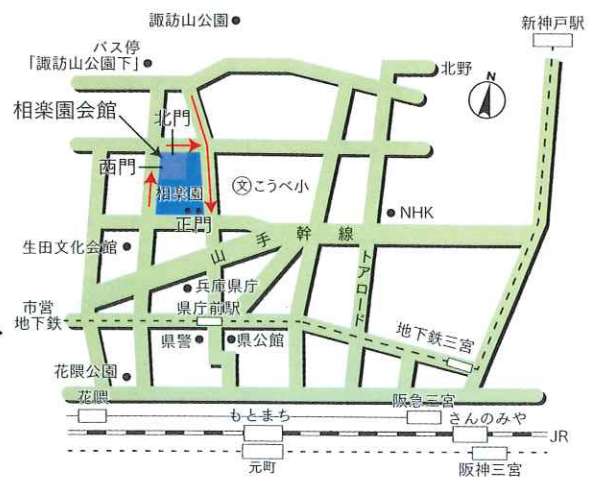 諏訪山公園
新神戸駅
バス停
「諏訪山公園下」
北野
N
相楽園会館
北門
西門
相楽園
文
こうべ小
正門
NHK
山手幹線
生田文化会館
トアロード
兵庫県庁
市営
地下鉄
県庁前駅
地下鉄三宮
県警
県公館
花隈公園
花隈
阪急三宮
もとまち
さんのみや
JR
元町
阪神三宮